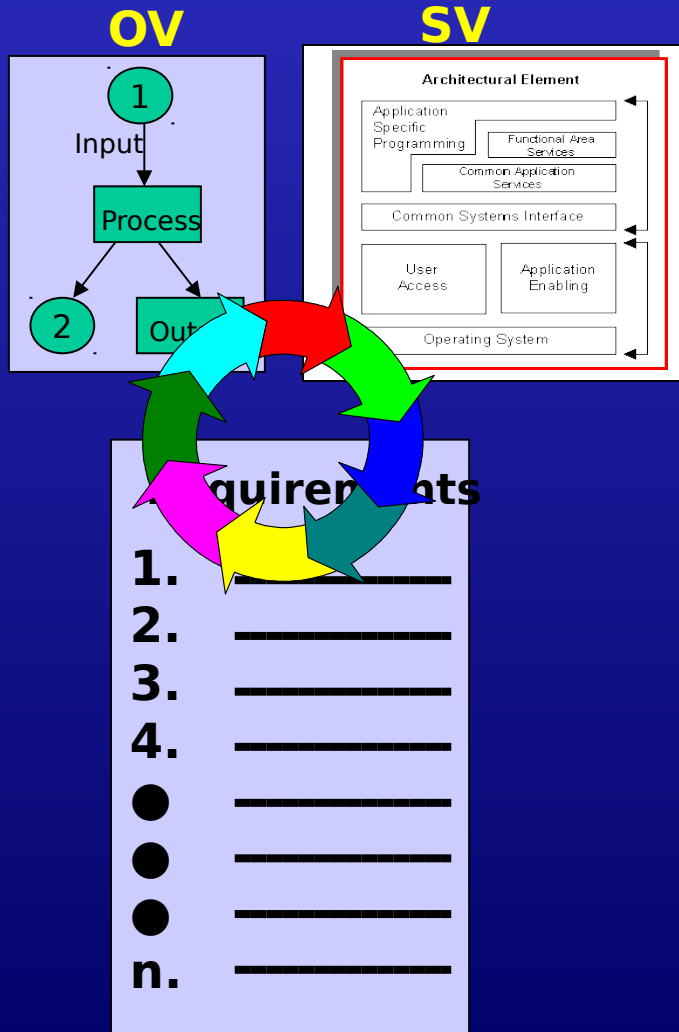 OV
SV
1
Input
Process
2
Architectural Element
Application
Specific
Programming
Functional Area
Services
Common Application
Services
Common Systems Interface
User
Access
Application
Enabling
Operating System
1.
2.
3.
4.
●
●
●
n.